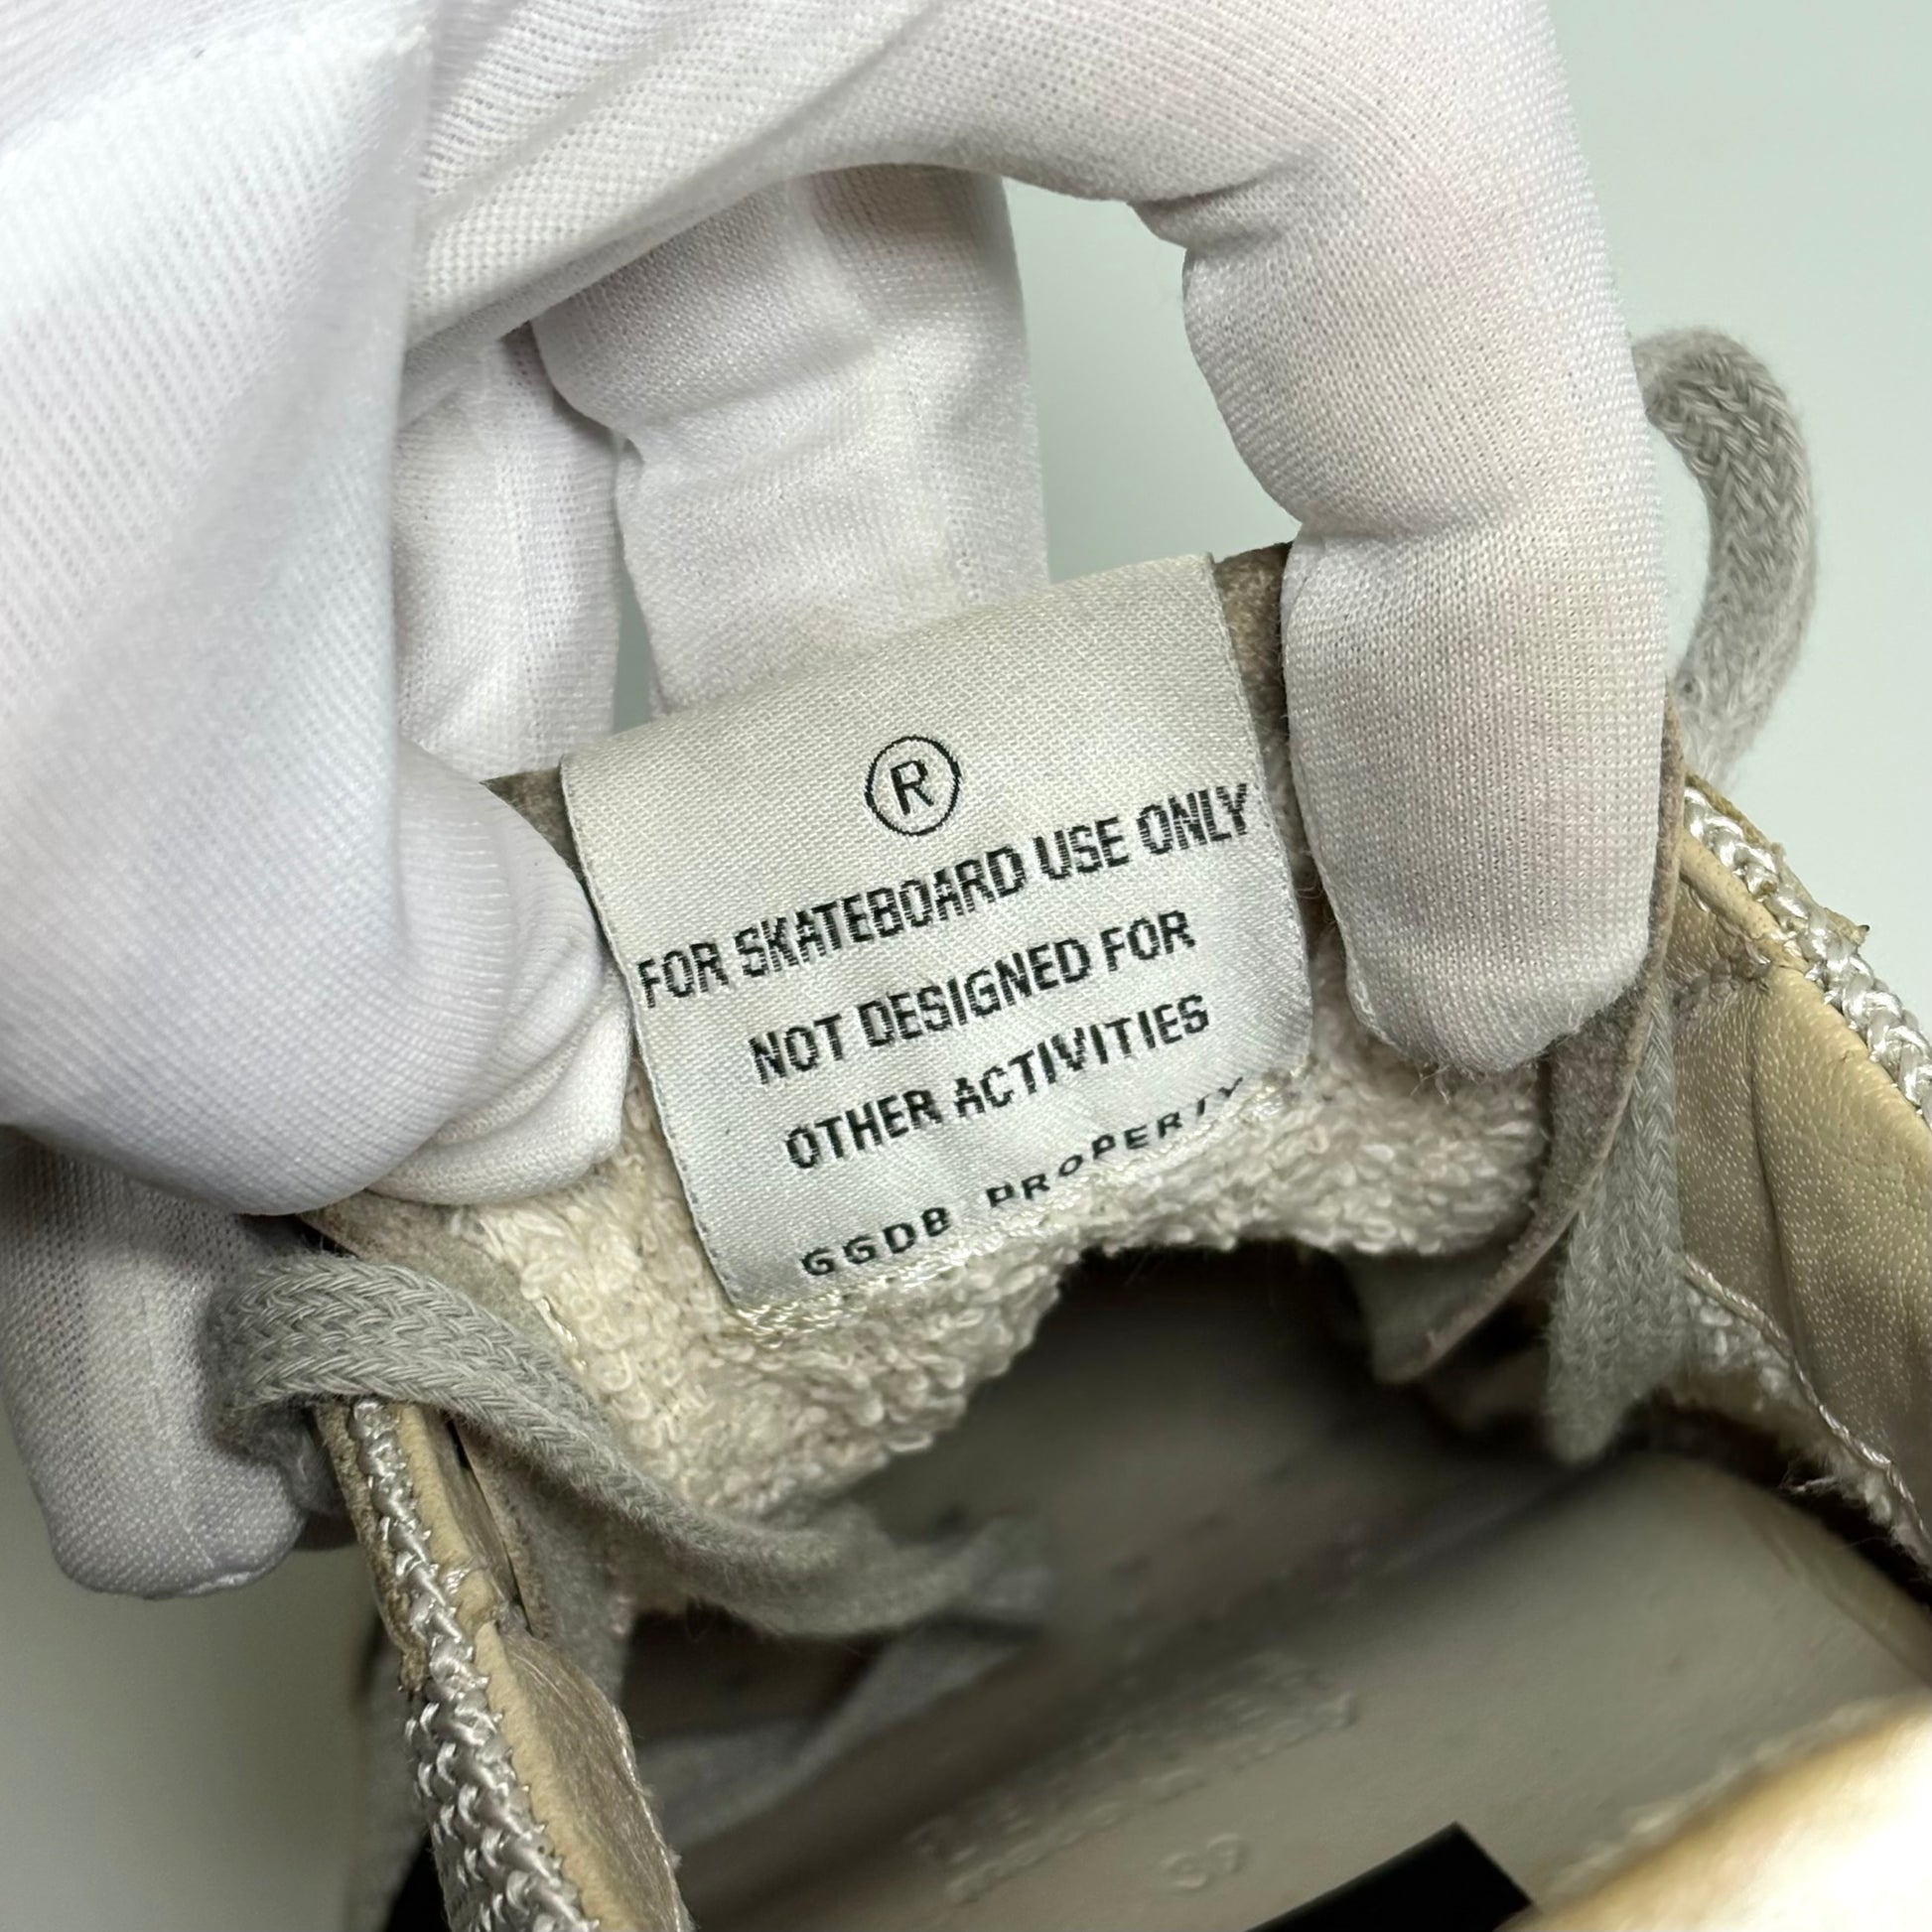 ®
FOR SKATEBOARD USE ONLY
NOT DESIGNED FOR
OTHER ACTIVITIES
GGDB PROPERTY